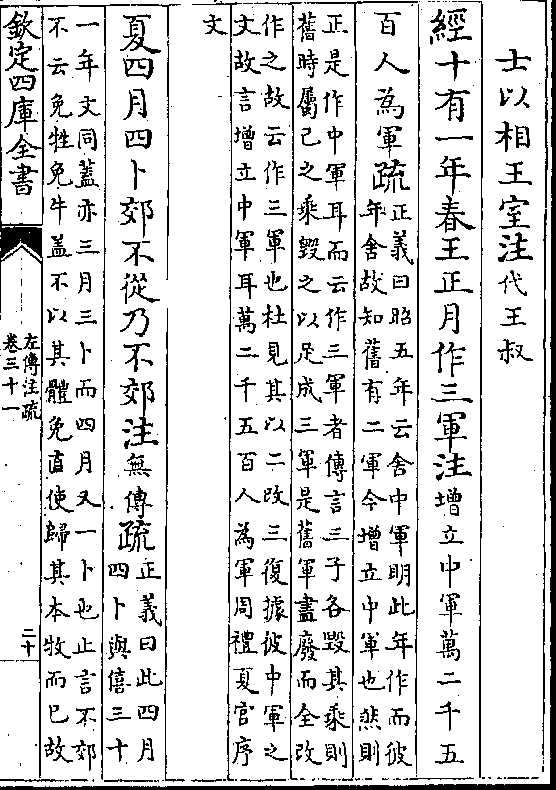 士以相王室注代王叔
經十有一年春王正月作三軍注增立中軍萬二千五
百人為軍疏正義曰昭五年云舍中軍明此年作而彼
年舍故知舊有二軍今增立中軍也然則
正是作中軍耳而云作三軍者傳言三子各毀其乘則
舊時屬己之乘毀之以足成三軍是舊軍盡廢而全改
作之故云作三軍也杜見其以二改三復據彼中軍之
文故言增立中軍耳萬二千五百人為軍周禮夏官序
文
夏四月四卜郊不從乃不郊注無傳疏正義曰此四月
四卜與僖三十
一年文同蓋亦三月三卜而四月又一卜也止言不郊
不云免牲免牛蓋不以其體免直使歸其本牧而已故
欽定四庫全書
左傳注疏
卷三十一
二十